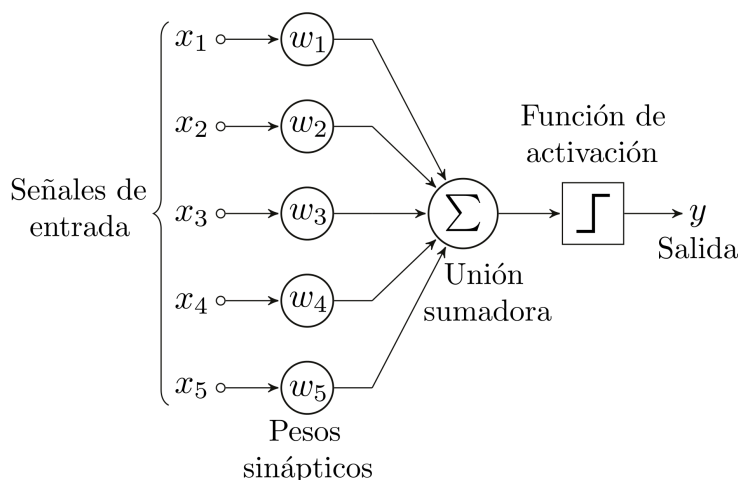 x₁ w₁
x₂ w₂
Función de
activación
Señales de
entrada
x₃ w₃ Σ y
Salida
Unión
sumadora
x₄ w₄
x₅ w₅
Pesos
sinápticos